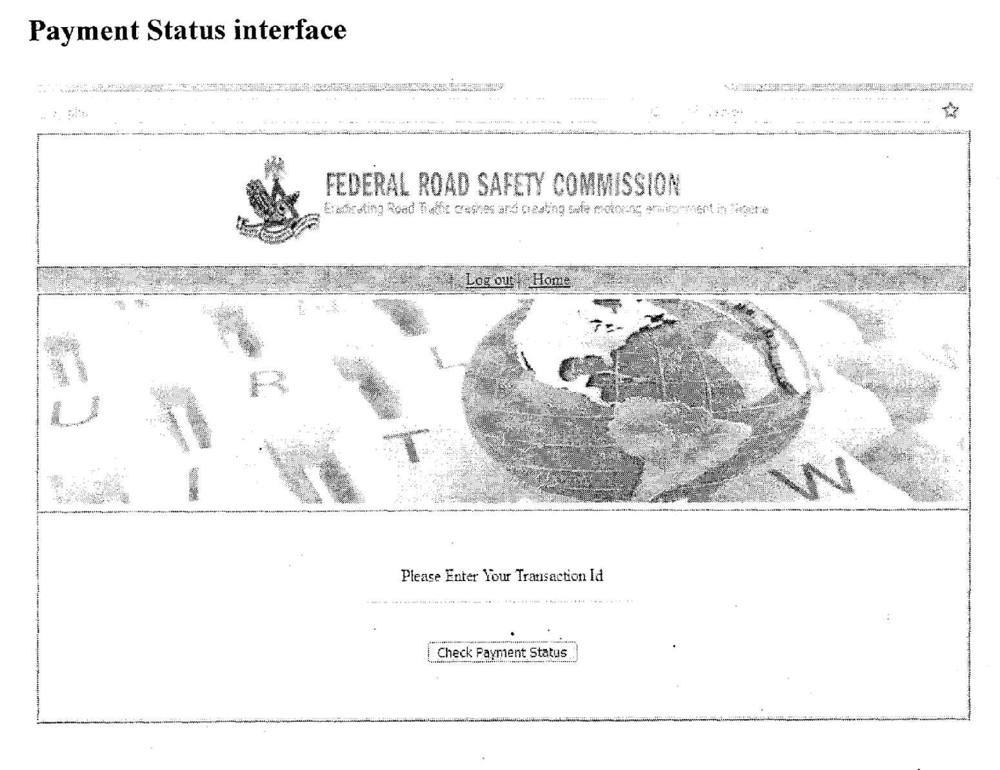 Payment Status interface
FEDERAL ROAD SAFETY COMMISSION
Eradicating Road Traffic crashes and creating safe motoring environment in Nigeria
Log out | Home
U
R
L
I
T
W
Please Enter Your Transaction Id
Check Payment Status